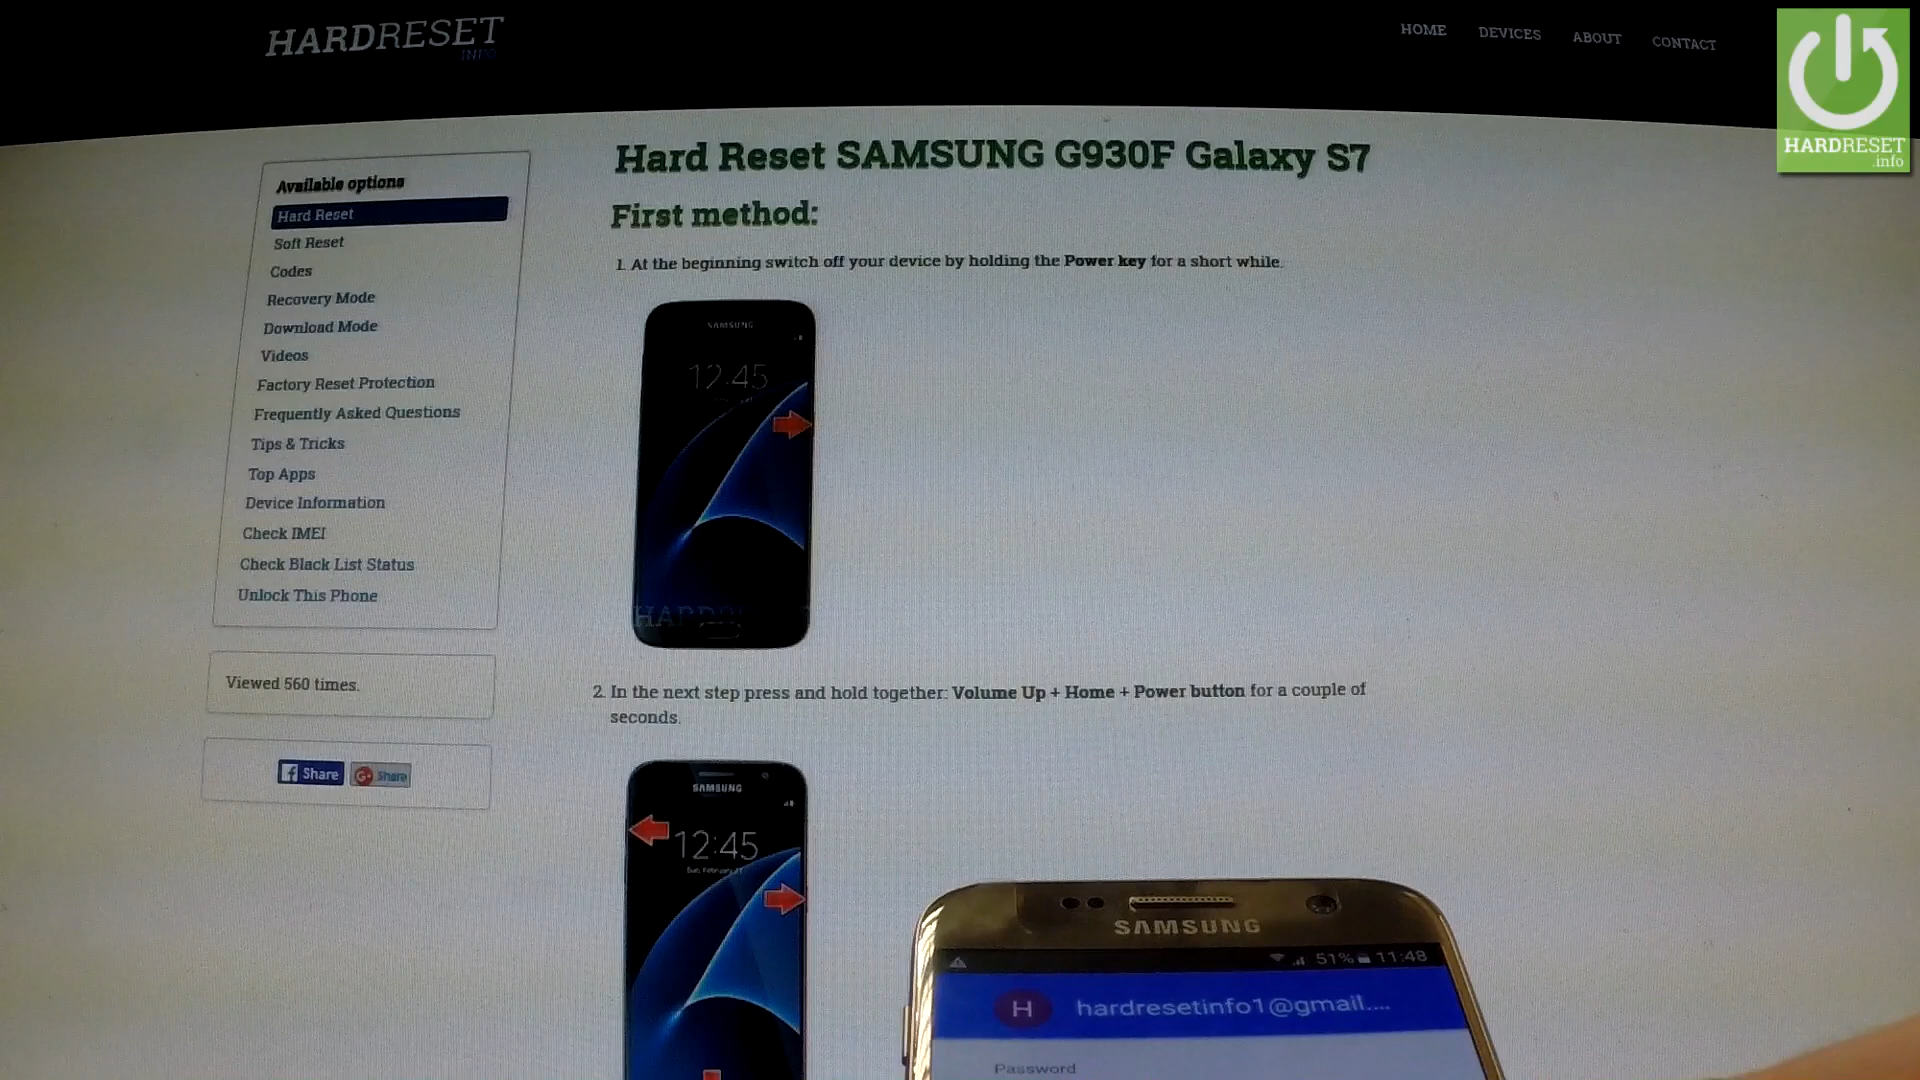 HARDRESET
INFO
HOME
DEVICES
ABOUT
CONTACT
HARDRESET
.info
Available options
Hard Reset
Soft Reset
Codes
Recovery Mode
Download Mode
Videos
Factory Reset Protection
Frequently Asked Questions
Tips & Tricks
Top Apps
Device Information
Check IMEI
Check Black List Status
Unlock This Phone
Viewed 560 times.
Share
Share
Hard Reset SAMSUNG G930F Galaxy S7
First method:
1. At the beginning switch off your device by holding the Power key for a short while.
SAMSUNG
12:45
2. In the next step press and hold together: Volume Up + Home + Power button for a couple of
seconds.
SAMSUNG
12:45
SAMSUNG
51% 11:48
H
hardresetinfo1@gmail....
Password